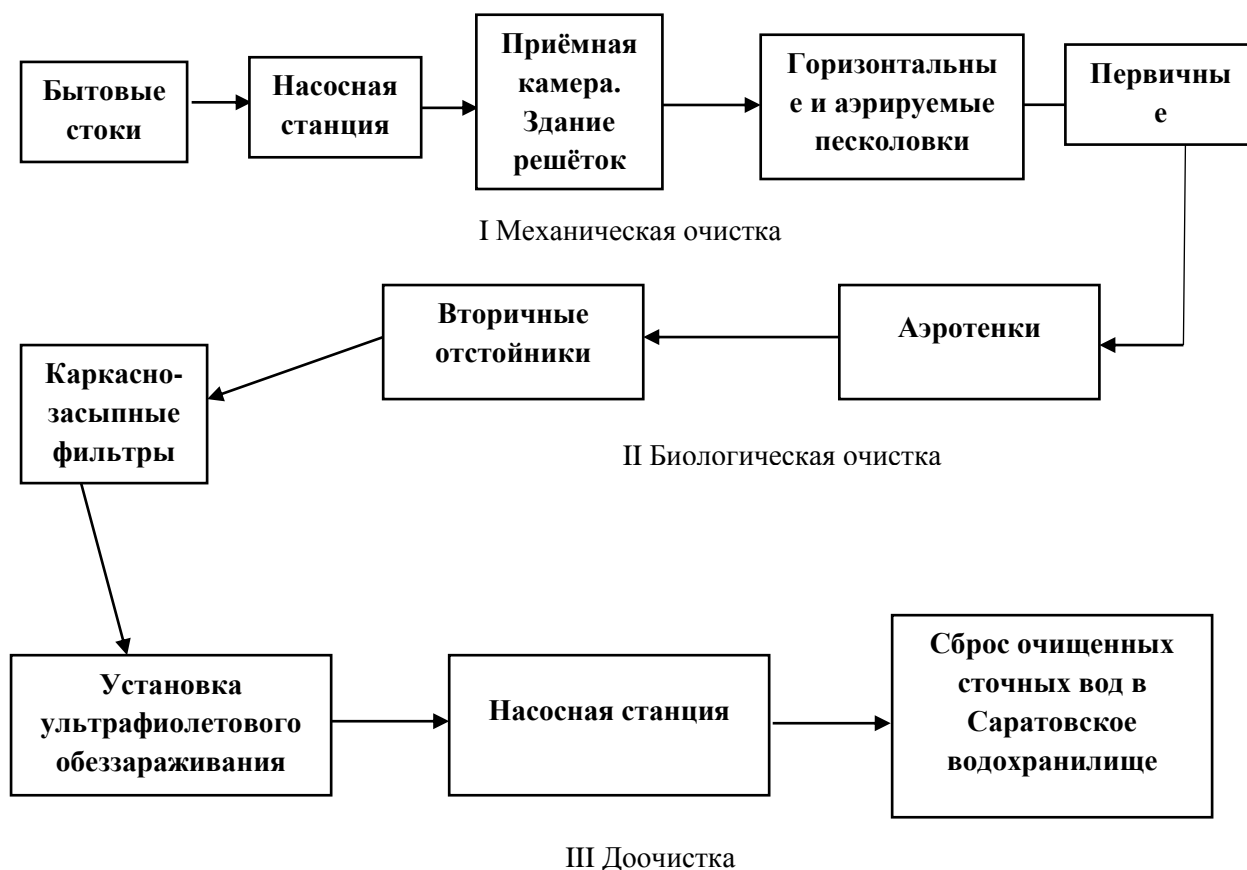 Бытовые
стоки
Насосная
станция
Приёмная
камера.
Здание
решёток
Горизонтальны
е и аэрируемые
песколовки
Первичны
е
I Механическая очистка
Аэротенки
Вторичные
отстойники
Каркасно-
засыпные
фильтры
II Биологическая очистка
Установка
ультрафиолетового
обеззараживания
Насосная станция
Сброс очищенных
сточных вод в
Саратовское
водохранилище
III Доочистка